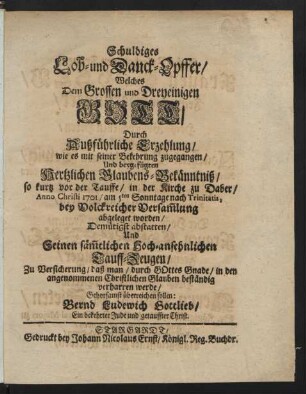 Schuldiges
Lob- und Danck-Opffer/
Welches
Dem Grossen und Dreyeinigen
GOTT/
Durch
Außführliche Erzehlung/
wie es mit seiner Bekehrung zugegangen/
Und beyge-fügten
Hertzlichen Glaubens-Bekäntniß/
so kurtz vor der Tauffe/ in der Kirche zu Daber/
Anno Christi 1701/ am Sonntage nach Trinitatis,
bey Volckreicher Versamlung
abgeleget worden/
Demütigst abstatten/
Und
Seinen sämtlichen Hoch-ansehnlichen
Tauff-Zeugen/
Zu Versicherung/ daß man/ durch GOttes Gnade/ in den
angenommenen Christlichen Glauben beständig
verharren werde/
Gehorsamst überreichen sollen:
Bernd Ludewich Gottlieb/
Ein bekehrter Jude und getauffter Christ.
STARGARDT/
Gedruckt bey Johann Nicolaus Ernst/ Königl. Reg. Buchdr.